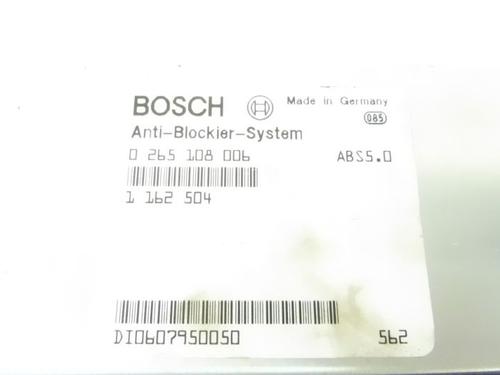 BOSCH Made in Germany
085
Anti-Blockier-System
0 265 108 006 ABS5.0
1 162 504
DI0607950050 562